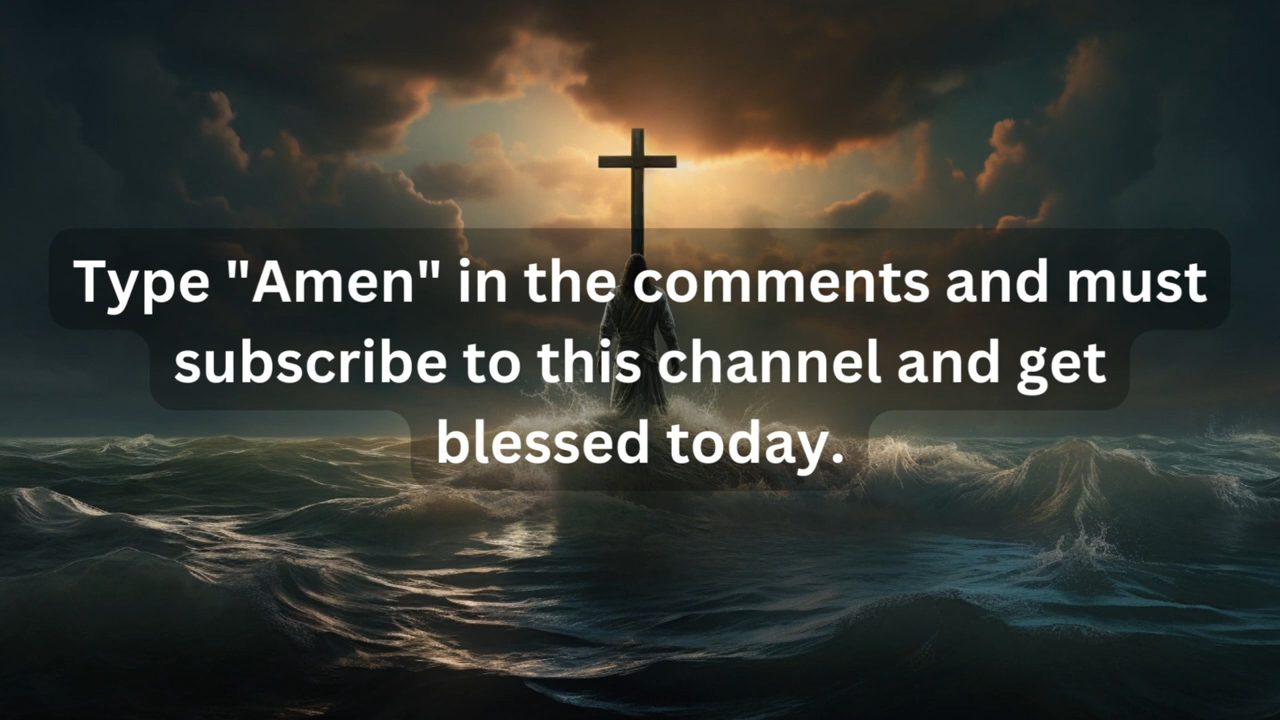 Type "Amen" in the comments and must
subscribe to this channel and get
blessed today.